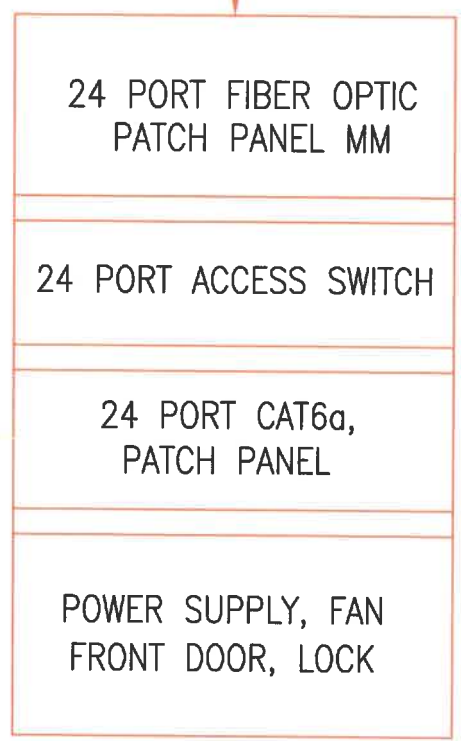 24 PORT FIBER OPTIC
PATCH PANEL MM
24 PORT ACCESS SWITCH
24 PORT CAT6a,
PATCH PANEL
POWER SUPPLY, FAN
FRONT DOOR, LOCK